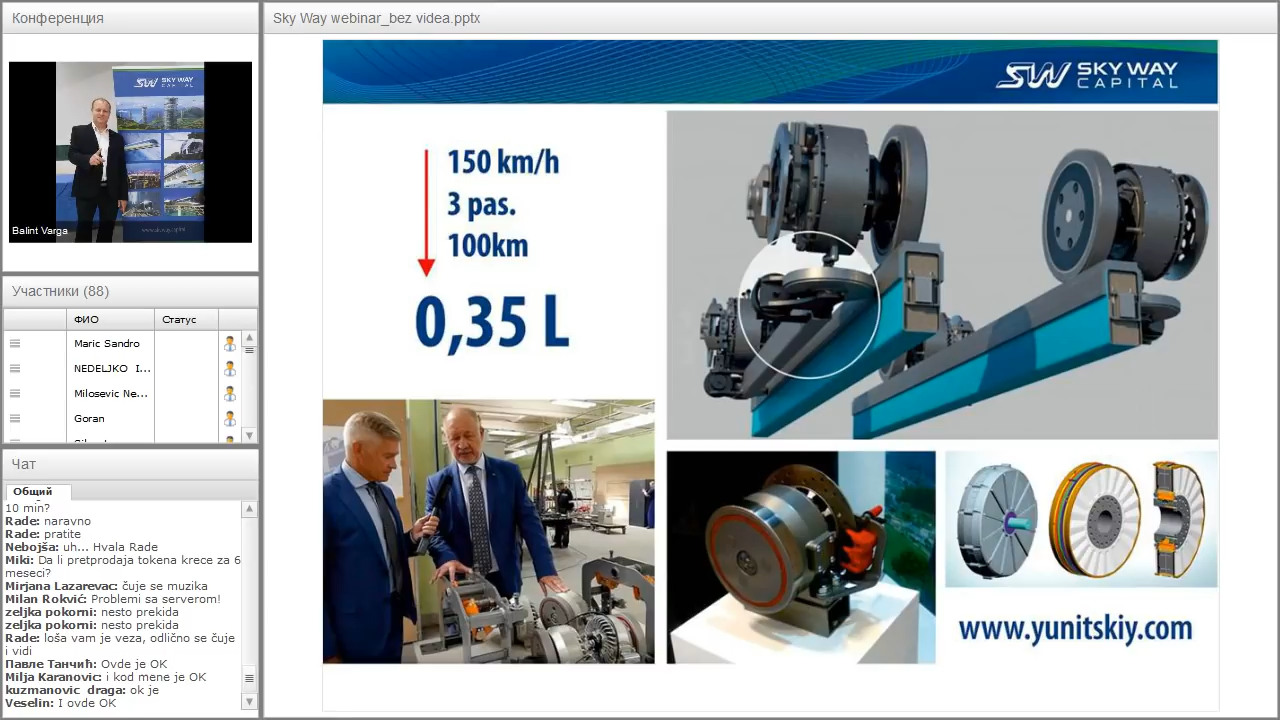 Конференция
SW SKY WAY
CAPITAL
Balint Varga
Участники (88)
ФИО
Статус
Maric Sandro
NEDELJKO I...
Milosevic Ne...
Goran
Чат
Общий
10 min?
Rade: naravno
Rade: pratite
Nebojša: uh... Hvala Rade
Miki: Da li pretprodaja tokena krece za 6
meseci?
Mirjana Lazarevac: čuje se muzika
Milan Rokvić: Problemi sa serverom!
zeljka pokorni: nesto prekida
zeljka pokorni: nesto prekida
Rade: loša vam je veza, odlično se čuje
i vidi
Павле Танчић: Ovde je OK
Milja Karanovic: i kod mene je OK
kuzmanovic draga: ok je
Veselin: I ovde OK
Sky Way webinar_bez videa.pptx
SW SKY WAY
CAPITAL
150 km/h
3 pas.
100km
0,35 L
www.yunitskiy.com